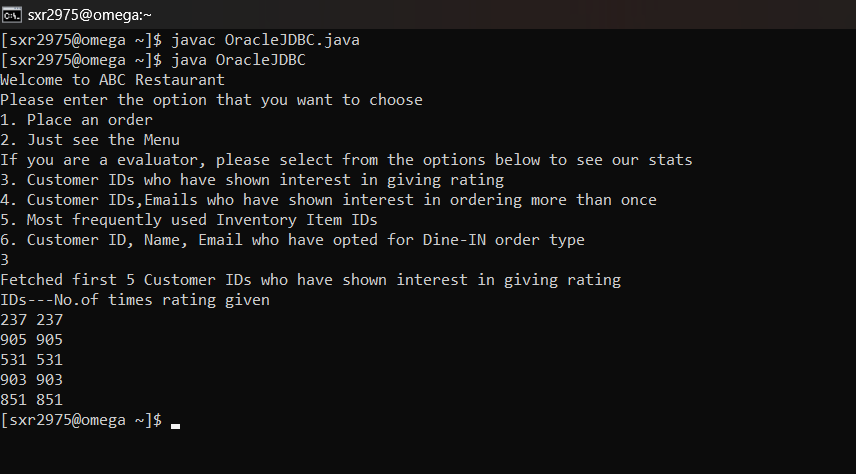 sxr2975@omega:~
[sxr2975@omega ~]$ javac OracleJDBC.java
[sxr2975@omega ~]$ java OracleJDBC
Welcome to ABC Restaurant
Please enter the option that you want to choose
1. Place an order
2. Just see the Menu
If you are a evaluator, please select from the options below to see our stats
3. Customer IDs who have shown interest in giving rating
4. Customer IDs,Emails who have shown interest in ordering more than once
5. Most frequently used Inventory Item IDs
6. Customer ID, Name, Email who have opted for Dine-IN order type
3
Fetched first 5 Customer IDs who have shown interest in giving rating
IDs---No.of times rating given
237 237
905 905
531 531
903 903
851 851
[sxr2975@omega ~]$